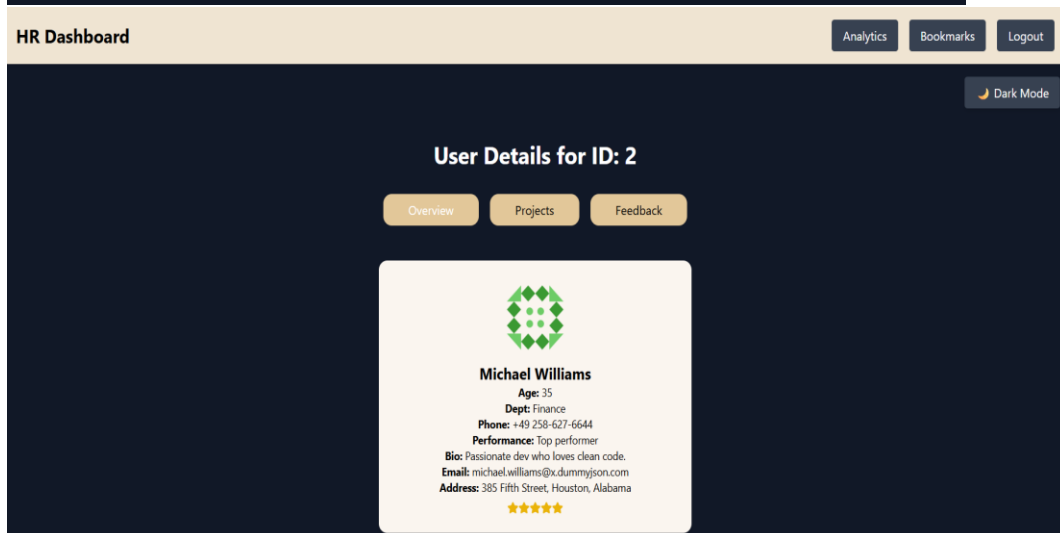 HR Dashboard
Analytics
Bookmarks
Logout
🌙 Dark Mode
User Details for ID: 2
Overview
Projects
Feedback
Michael Williams
Age: 35
Dept: Finance
Phone: +49 258-627-6644
Performance: Top performer
Bio: Passionate dev who loves clean code.
Email: michael.williams@x.dummyjson.com
Address: 385 Fifth Street, Houston, Alabama